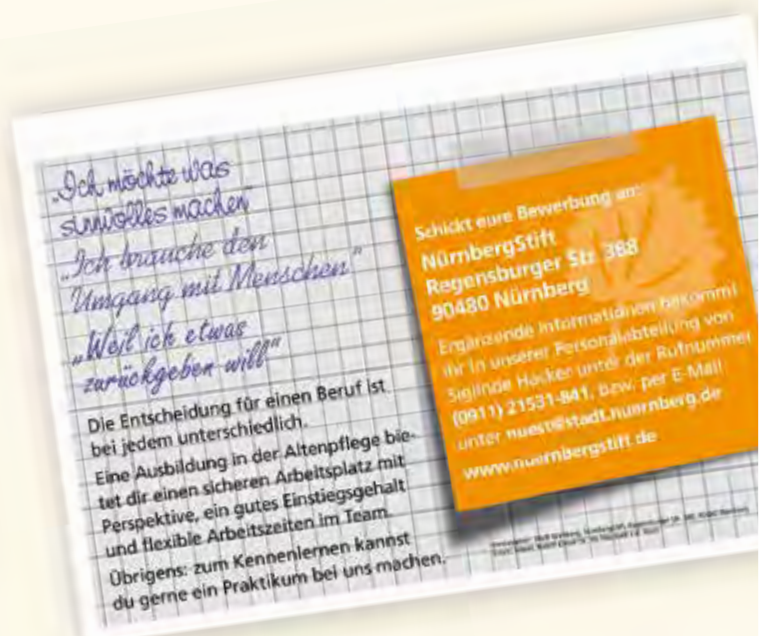 „Ich möchte was
sinnvolles machen“
„Ich brauche den
Umgang mit Menschen“
„Weil ich etwas
zurückgeben will“
Die Entscheidung für einen Beruf ist
bei jedem unterschiedlich.
Eine Ausbildung in der Altenpflege bie-
tet dir einen sicheren Arbeitsplatz mit
Perspektive, ein gutes Einstiegsgehalt
und flexible Arbeitszeiten im Team.
Übrigens: zum Kennenlernen kannst
du gerne ein Praktikum bei uns machen.
Schickt eure Bewerbung an:
NürnbergStift
Regensburger Str. 388
90480 Nürnberg
Ergänzende Informationen bekommt
ihr in unserer Personalabteilung von
Siglinde Hacker unter der Rufnummer
(0911) 21531-841, bzw. per E-Mail
unter nuest@stadt.nuernberg.de
www.nuernbergstift.de